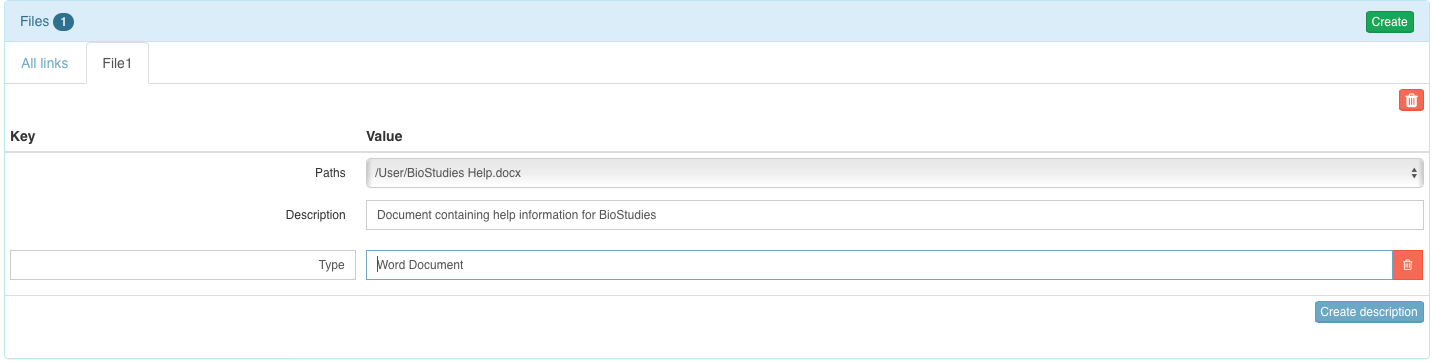 Files 1
Create
All links
File1
Key Value
Paths /User/BioStudies Help.docx
Description Document containing help information for BioStudies
Type Word Document
Create description